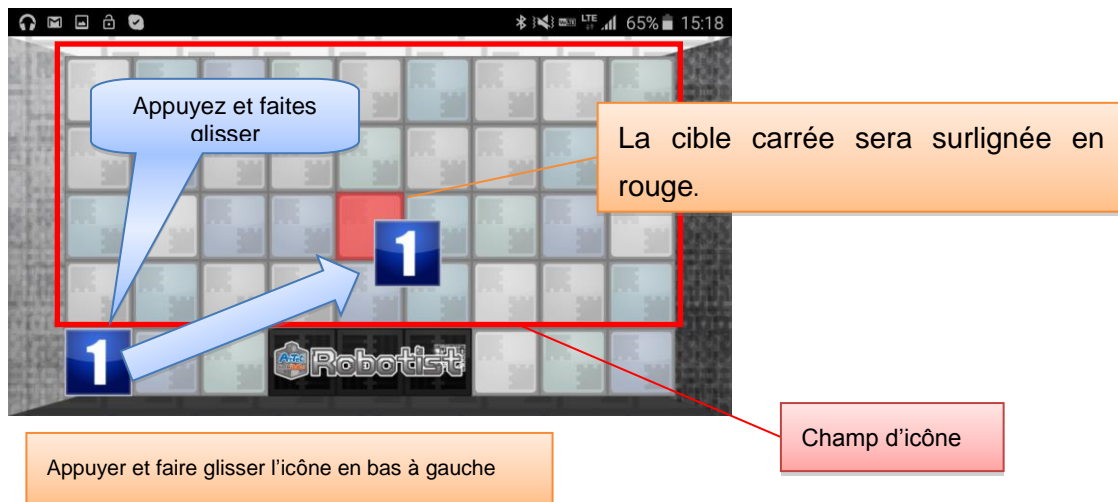 LTE 65% 15:18
Appuyez et faites
glisser
La cible carrée sera surlignée en
rouge.
1
1
Robotist
Champ d’icône
Appuyer et faire glisser l’icône en bas à gauche